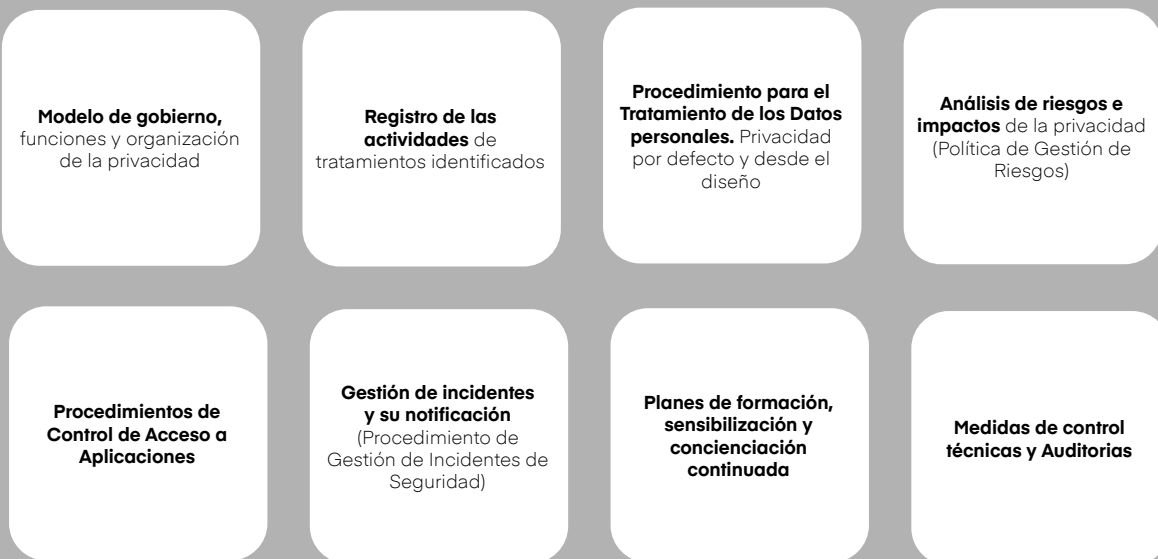 Modelo de gobierno,
funciones y organización
de la privacidad
Registro de las
actividades de
tratamientos identificados
Procedimiento para el
Tratamiento de los Datos
personales. Privacidad
por defecto y desde el
diseño
Análisis de riesgos e
impactos de la privacidad
(Política de Gestión de
Riesgos)
Procedimientos de
Control de Acceso a
Aplicaciones
Gestión de incidentes
y su notificación
(Procedimiento de
Gestión de Incidentes de
Seguridad)
Planes de formación,
sensibilización y
concienciación
continuada
Medidas de control
técnicas y Auditorias